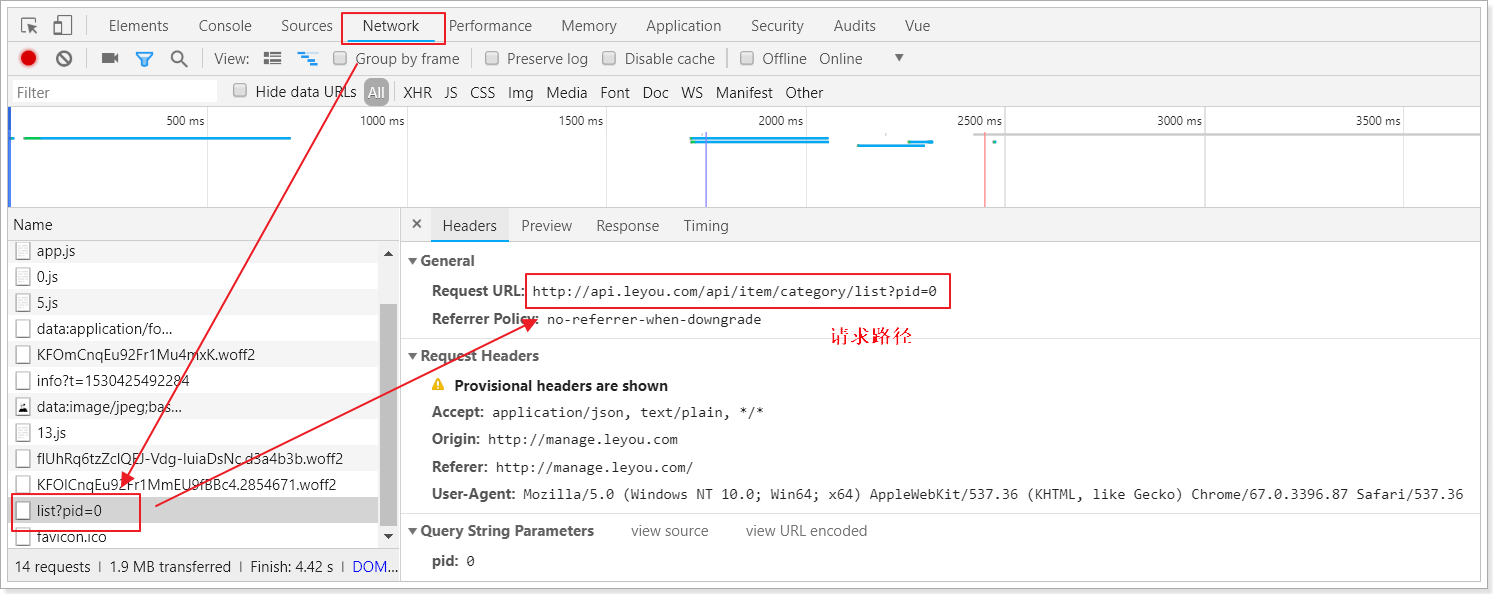 Elements Console Sources Network Performance Memory Application Security Audits Vue
View: Group by frame Preserve log Disable cache Offline Online
Filter Hide data URLs All XHR JS CSS Img Media Font Doc WS Manifest Other
500 ms 1000 ms 1500 ms 2000 ms 2500 ms 3000 ms 3500 ms
Name
app.js
0.js
5.js
data:application/fo...
KFOmCnqEu92Fr1Mu4mxK.woff2
info?t=1530425492284
data:image/jpeg;bas...
13.js
flUhRq6tzZclQEJ-Vdg-IuiaDsNc.d3a4b3b.woff2
KFOlCnqEu92Fr1MmEU9fBBc4.2854671.woff2
list?pid=0
favicon.ico
14 requests | 1.9 MB transferred | Finish: 4.42 s | DOM...
× Headers Preview Response Timing
General
Request URL: http://api.leyou.com/api/item/category/list?pid=0
Referrer Policy: no-referrer-when-downgrade
请求路径
Request Headers
Provisional headers are shown
Accept: application/json, text/plain, */*
Origin: http://manage.leyou.com
Referer: http://manage.leyou.com/
User-Agent: Mozilla/5.0 (Windows NT 10.0; Win64; x64) AppleWebKit/537.36 (KHTML, like Gecko) Chrome/67.0.3396.87 Safari/537.36
Query String Parameters view source view URL encoded
pid: 0